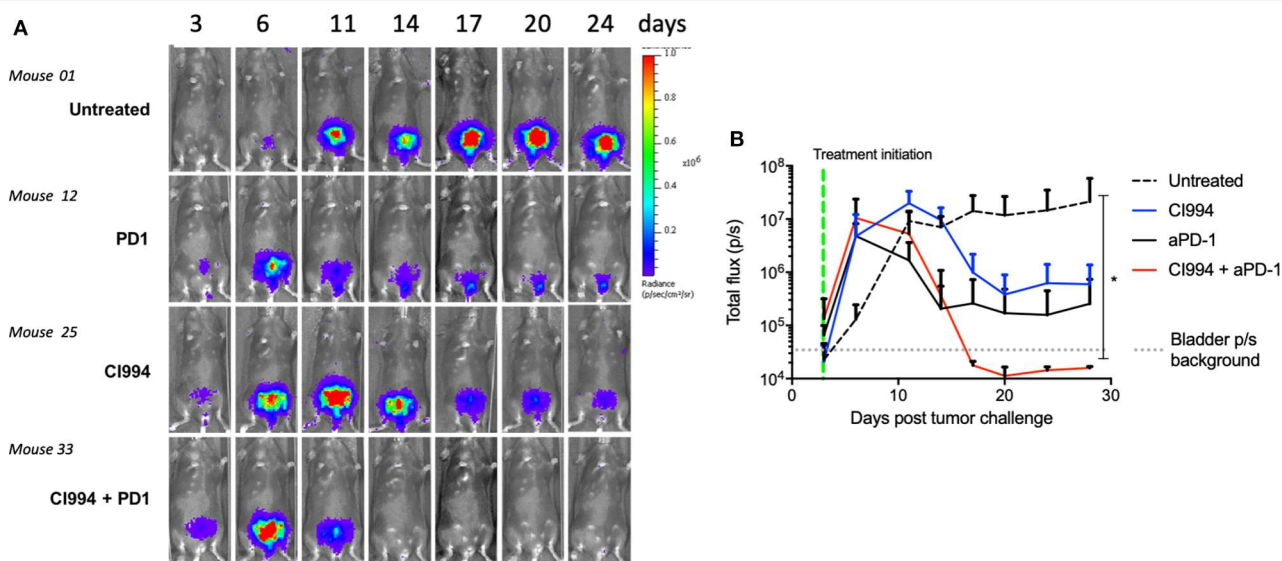 A
3 6 11 14 17 20 24 days
Mouse 01
Untreated
Mouse 12
PD1
Mouse 25
CI994
Mouse 33
CI994 + PD1
1.0
0.8
0.6
x10⁶
0.4
0.2
Radiance
(p/sec/cm²/sr)
B
Treatment initiation
Total flux (p/s)
10⁸
10⁷
10⁶
10⁵
10⁴
0 10 20 30
Days post tumor challenge
Untreated
CI994
aPD-1
CI994 + aPD-1
*
Bladder p/s
background